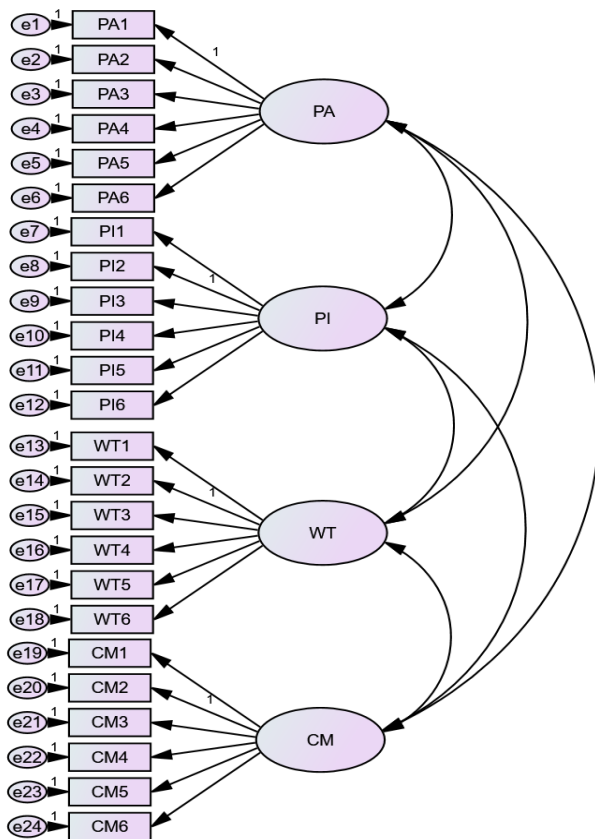 e1 1 PA1 1
e2 1 PA2
e3 1 PA3 PA
e4 1 PA4
e5 1 PA5
e6 1 PA6
e7 1 PI1
e8 1 PI2 1
e9 1 PI3 PI
e10 1 PI4
e11 1 PI5
e12 1 PI6
e13 1 WT1
e14 1 WT2 1
e15 1 WT3 WT
e16 1 WT4
e17 1 WT5
e18 1 WT6
e19 1 CM1
e20 1 CM2 1
e21 1 CM3 CM
e22 1 CM4
e23 1 CM5
e24 1 CM6